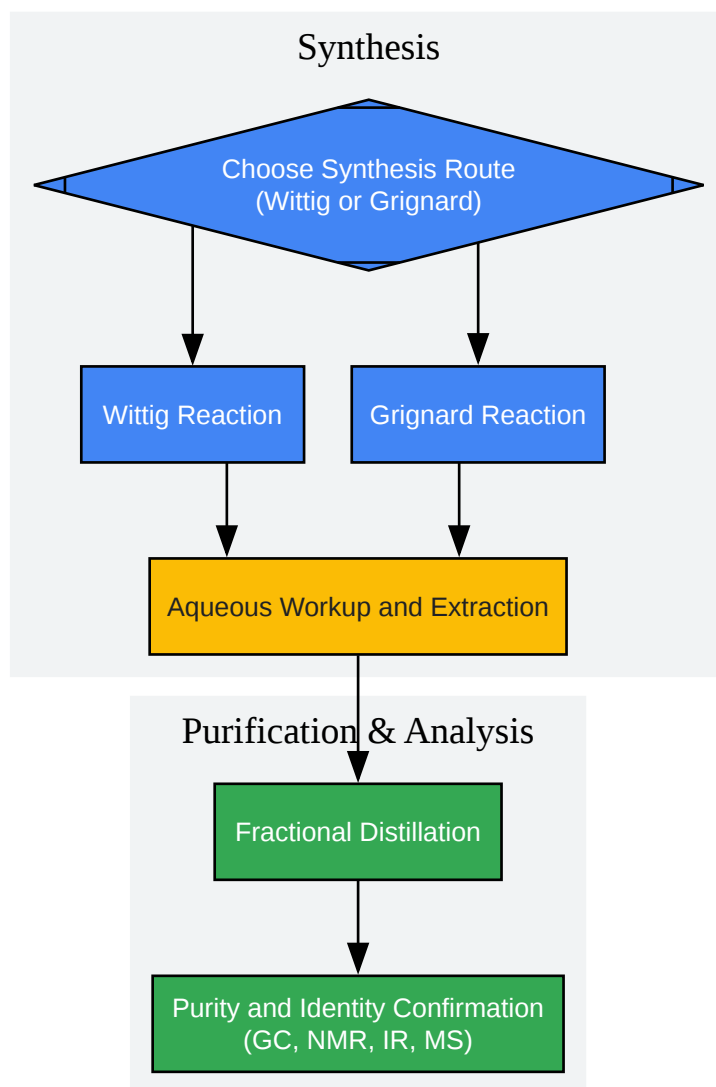 Synthesis
Choose Synthesis Route
(Wittig or Grignard)
Wittig Reaction
Grignard Reaction
Aqueous Workup and Extraction
Purification & Analysis
Fractional Distillation
Purity and Identity Confirmation
(GC, NMR, IR, MS)